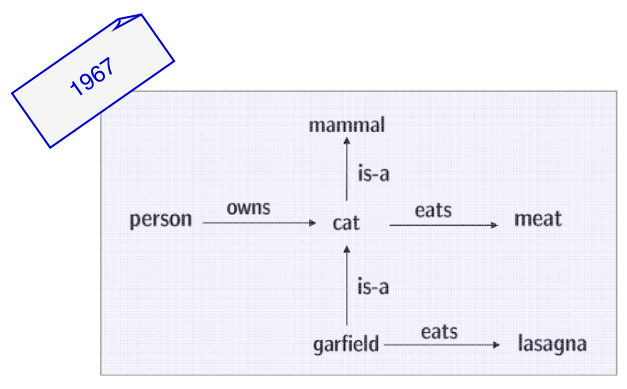 1967
mammal
is-a
person owns cat eats meat
is-a
garfield eats lasagna